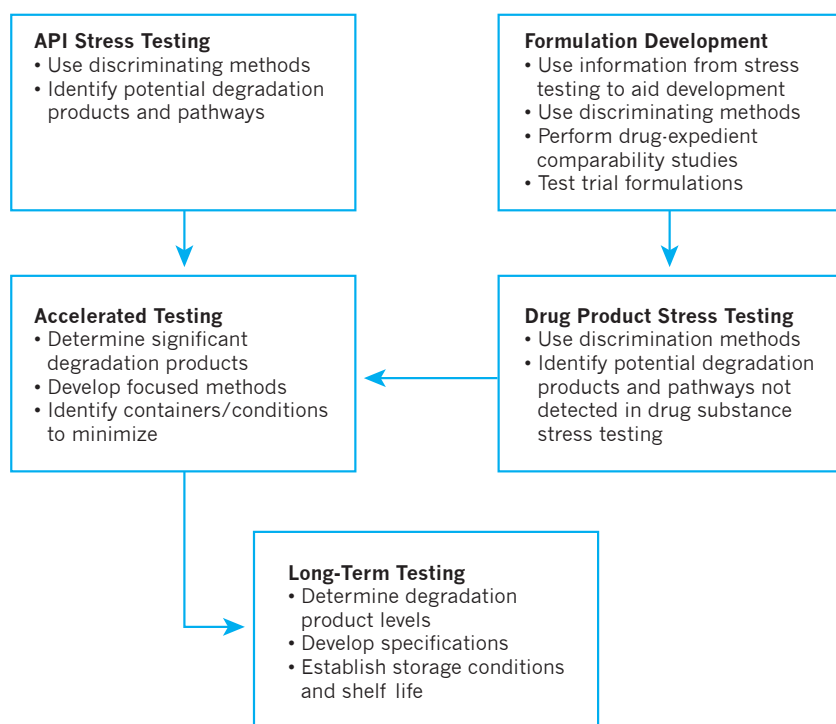 API Stress Testing
• Use discriminating methods
• Identify potential degradation
products and pathways
Formulation Development
• Use information from stress
testing to aid development
• Use discriminating methods
• Perform drug-expedient
comparability studies
• Test trial formulations
Accelerated Testing
• Determine significant
degradation products
• Develop focused methods
• Identify containers/conditions
to minimize
Drug Product Stress Testing
• Use discrimination methods
• Identify potential degradation
products and pathways not
detected in drug substance
stress testing
Long-Term Testing
• Determine degradation
product levels
• Develop specifications
• Establish storage conditions
and shelf life